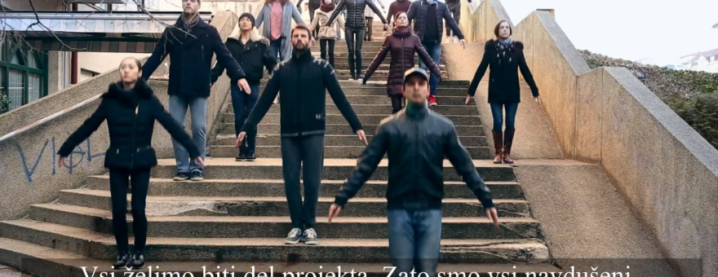 Vsi želimo biti del projekta. Zato smo vsi navdušeni